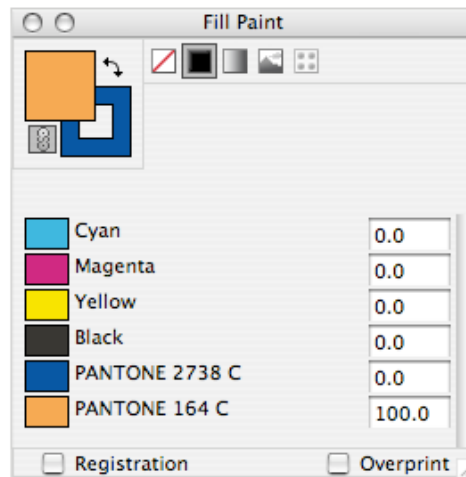 Fill Paint
Cyan 0.0
Magenta 0.0
Yellow 0.0
Black 0.0
PANTONE 2738 C 0.0
PANTONE 164 C 100.0
Registration Overprint